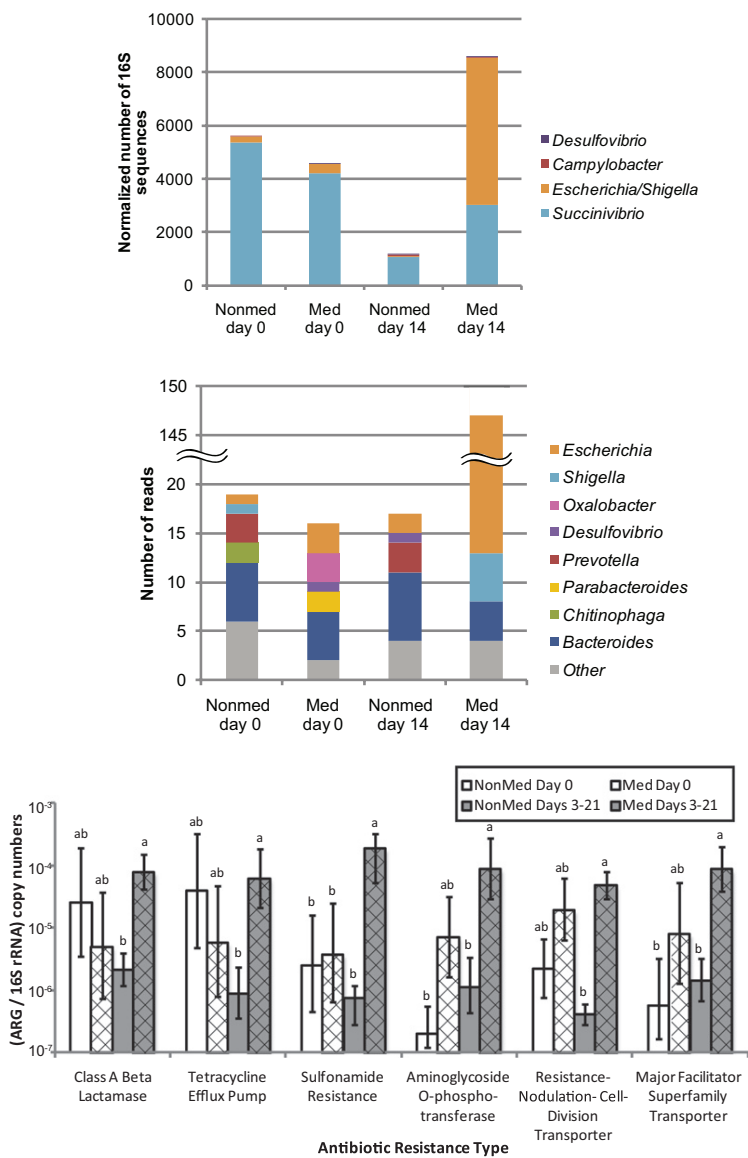 10000
8000
6000
4000
2000
0
Normalized number of 16S
sequences
Nonmed
day 0
Med
day 0
Nonmed
day 14
Med
day 14
Desulfovibrio
Campylobacter
Escherichia/Shigella
Succinivibrio
150
145
20
15
10
5
0
Number of reads
Nonmed
day 0
Med
day 0
Nonmed
day 14
Med
day 14
Escherichia
Shigella
Oxalobacter
Desulfovibrio
Prevotella
Parabacteroides
Chitinophaga
Bacteroides
Other
NonMed Day 0
Med Day 0
NonMed Days 3-21
Med Days 3-21
(ARG / 16S rRNA) copy numbers
10-3
10-4
10-5
10-6
10-7
ab ab b a
ab ab b a
b b b a
b ab b a
ab ab b a
b ab b a
Class A Beta
Lactamase
Tetracycline
Efflux Pump
Sulfonamide
Resistance
Aminoglycoside
O-phospho-
transferase
Resistance-
Nodulation- Cell-
Division
Transporter
Major Facilitator
Superfamily
Transporter
Antibiotic Resistance Type